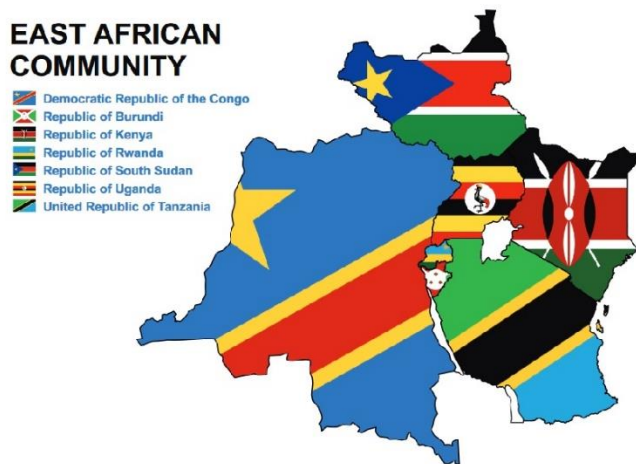 EAST AFRICAN
COMMUNITY
Democratic Republic of the Congo
Republic of Burundi
Republic of Kenya
Republic of Rwanda
Republic of South Sudan
Republic of Uganda
United Republic of Tanzania